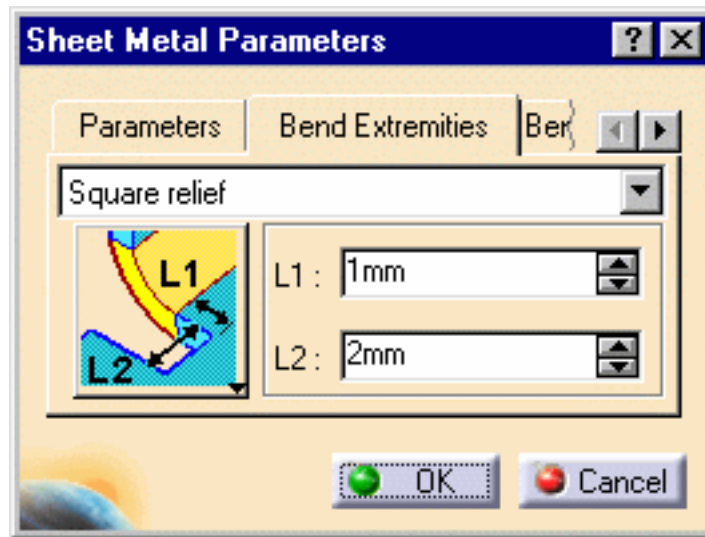 Sheet Metal Parameters
Parameters Bend Extremities
Square relief
L1
L2
L1 : 1mm
L2 : 2mm
OK Cancel